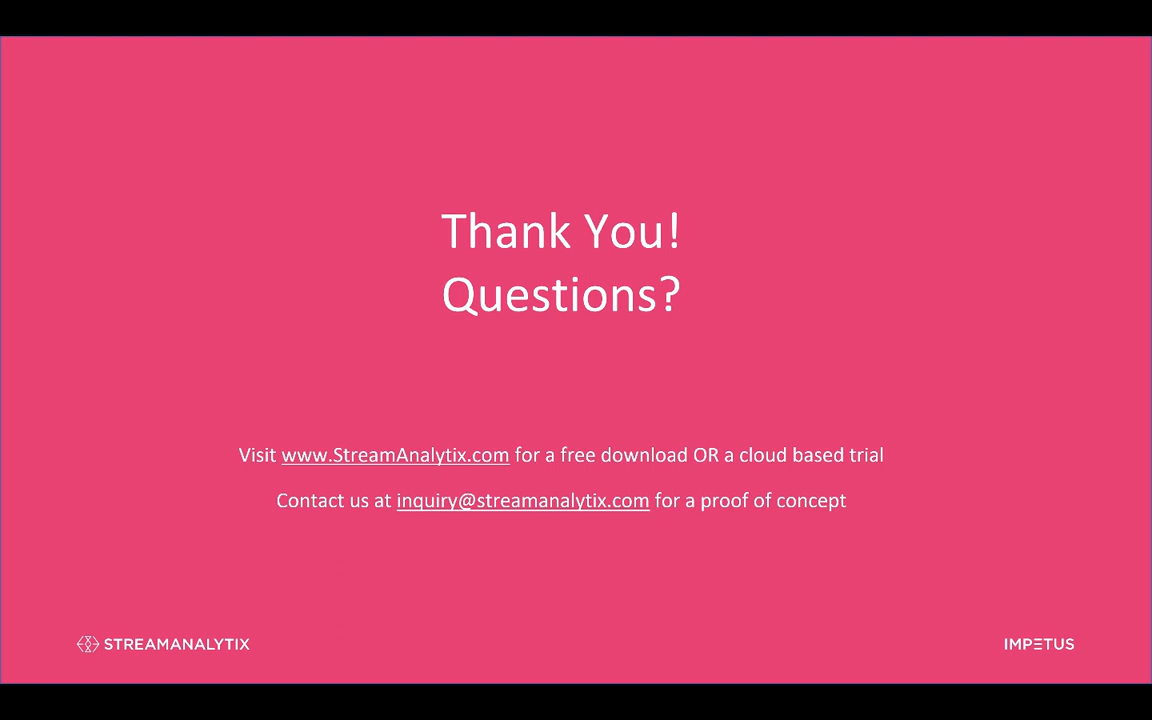 Thank You!
Questions?
Visit www.StreamAnalytix.com for a free download OR a cloud based trial
Contact us at inquiry@streamanalytix.com for a proof of concept
STREAMANALYTIX
IMPETUS